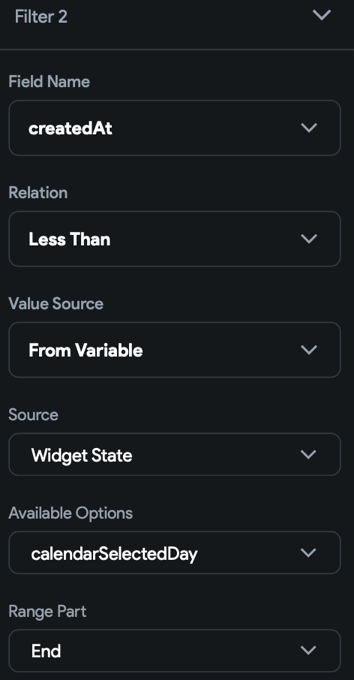 Filter 2
Field Name
createdAt
Relation
Less Than
Value Source
From Variable
Source
Widget State
Available Options
calendarSelectedDay
Range Part
End